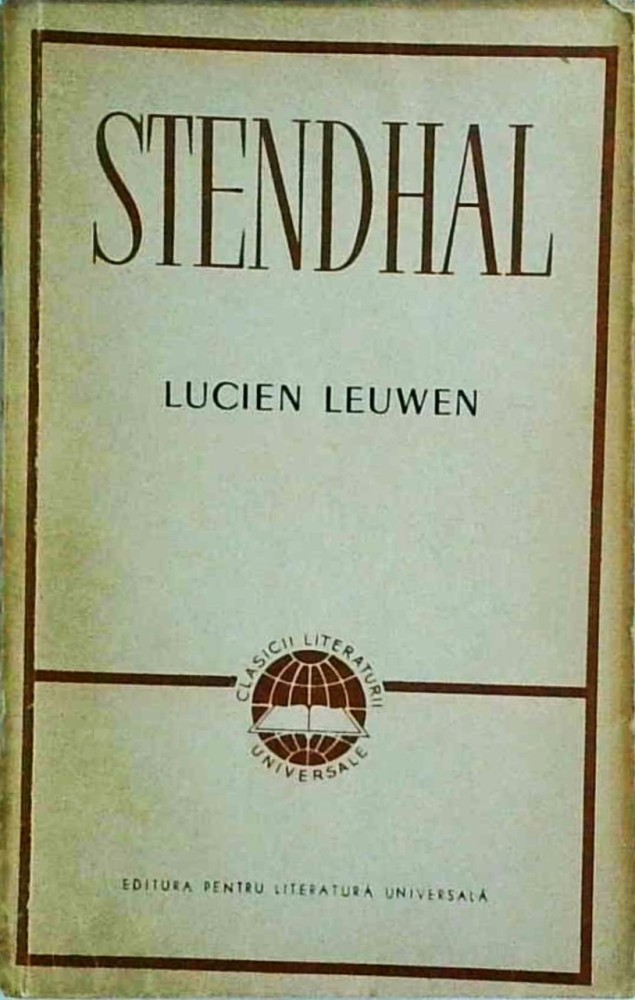 STENDHAL
LUCIEN LEUWEN
CLASICII LITERATURII
UNIVERSALE
EDITURA PENTRU LITERATURĂ UNIVERSALĂ